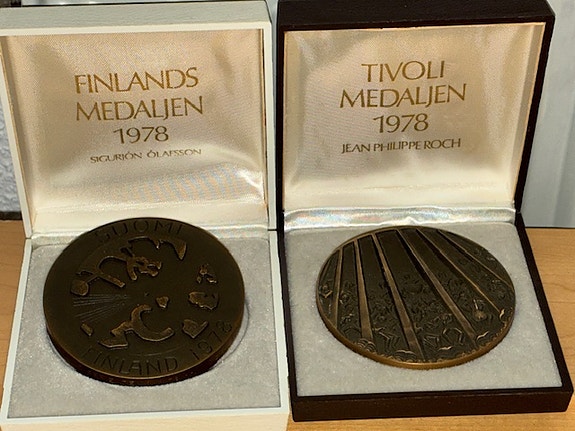 FINLANDS
MEDALJEN
1978
SIGURJÓN ÓLAFSSON
SUOMI
FINLAND 1978
TIVOLI
MEDALJEN
1978
JEAN PHILIPPE ROCH